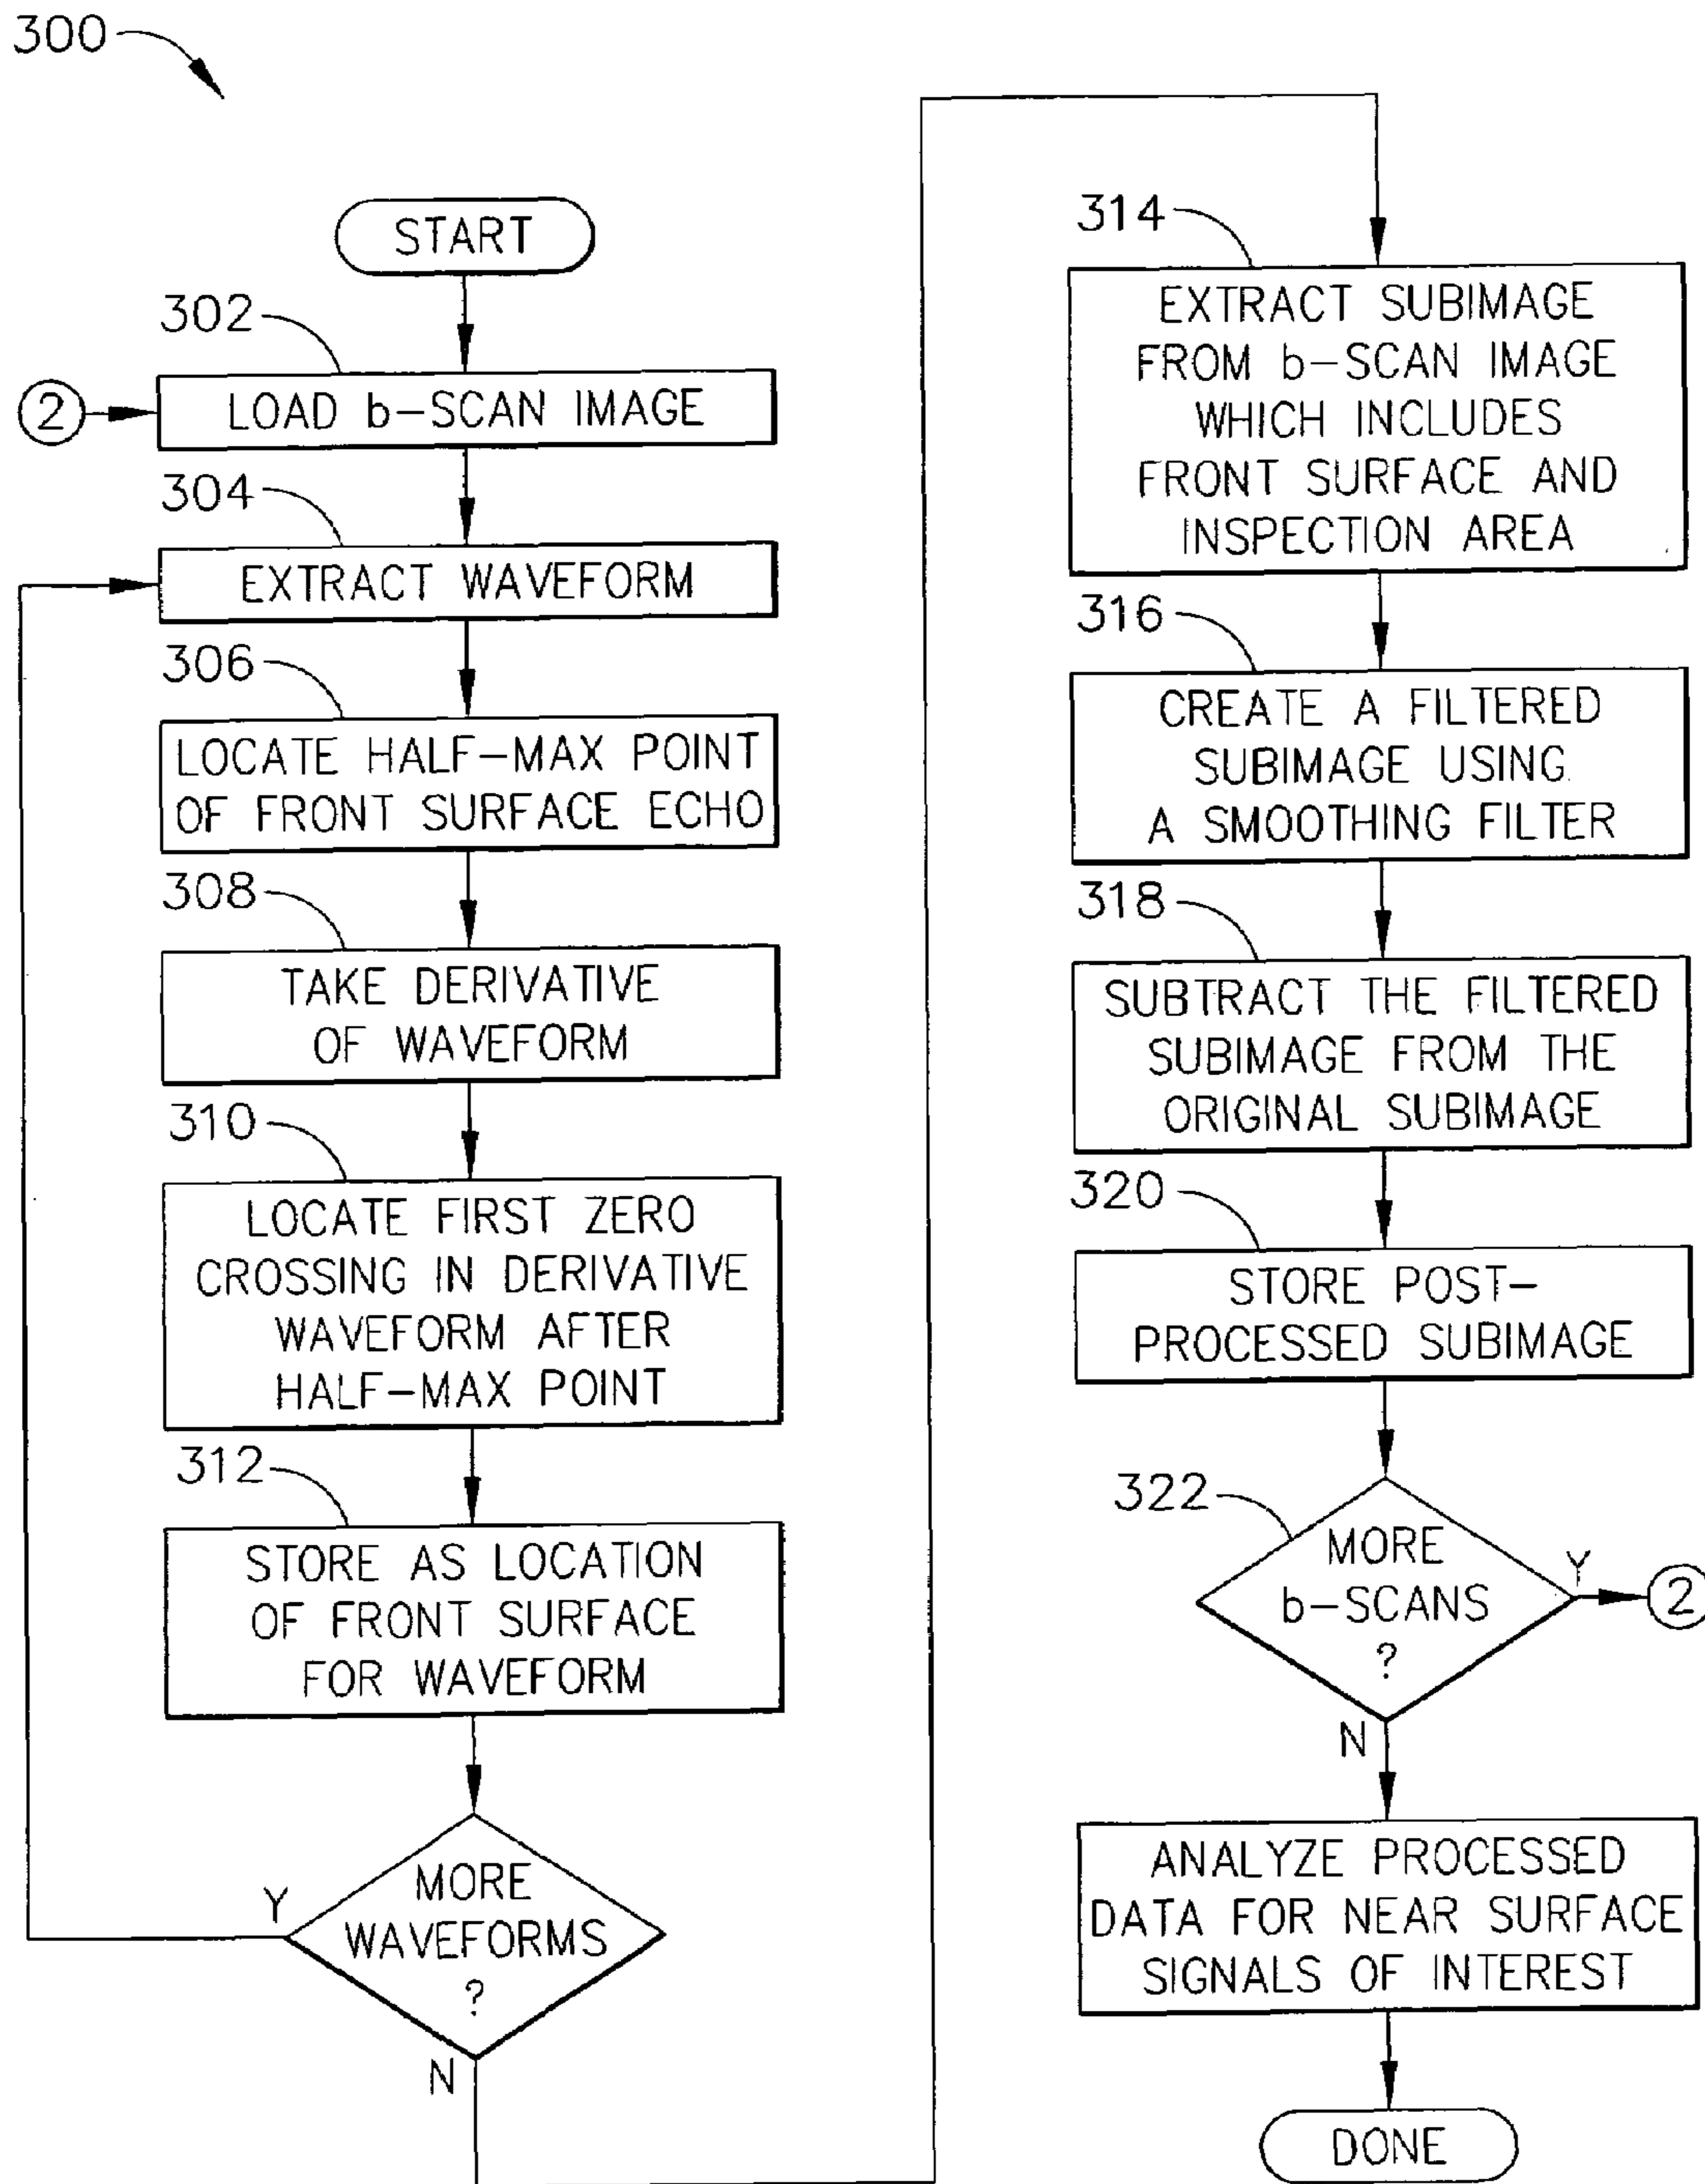 300
START
302
2
LOAD b-SCAN IMAGE
304
EXTRACT WAVEFORM
306
LOCATE HALF-MAX POINT
OF FRONT SURFACE ECHO
308
TAKE DERIVATIVE
OF WAVEFORM
310
LOCATE FIRST ZERO
CROSSING IN DERIVATIVE
WAVEFORM AFTER
HALF-MAX POINT
312
STORE AS LOCATION
OF FRONT SURFACE
FOR WAVEFORM
MORE
WAVEFORMS
?
Y
N
314
EXTRACT SUBIMAGE
FROM b-SCAN IMAGE
WHICH INCLUDES
FRONT SURFACE AND
INSPECTION AREA
316
CREATE A FILTERED
SUBIMAGE USING
A SMOOTHING FILTER
318
SUBTRACT THE FILTERED
SUBIMAGE FROM THE
ORIGINAL SUBIMAGE
320
STORE POST-
PROCESSED SUBIMAGE
322
MORE
b-SCANS
?
Y
2
N
ANALYZE PROCESSED
DATA FOR NEAR SURFACE
SIGNALS OF INTEREST
DONE